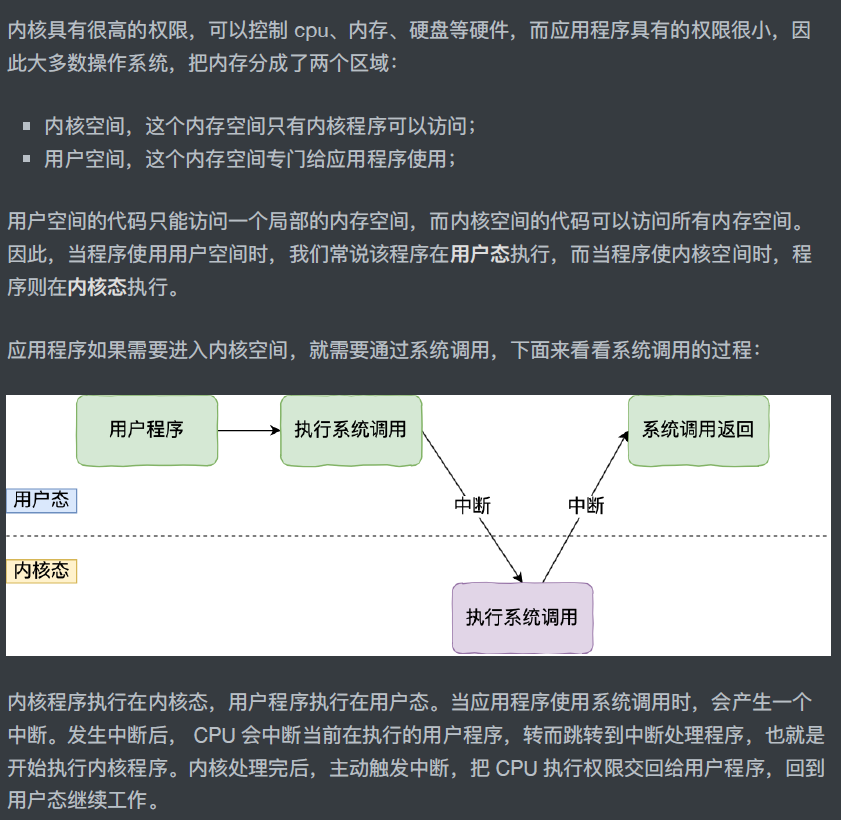 内核具有很高的权限，可以控制 cpu、内存、硬盘等硬件，而应用程序具有的权限很小，因
此大多数操作系统，把内存分成了两个区域：
内核空间，这个内存空间只有内核程序可以访问；
用户空间，这个内存空间专门给应用程序使用；
用户空间的代码只能访问一个局部的内存空间，而内核空间的代码可以访问所有内存空间。
因此，当程序使用用户空间时，我们常说该程序在用户态执行，而当程序使内核空间时，程
序则在内核态执行。
应用程序如果需要进入内核空间，就需要通过系统调用，下面来看看系统调用的过程：
用户程序
执行系统调用
系统调用返回
用户态
中断
中断
内核态
执行系统调用
内核程序执行在内核态，用户程序执行在用户态。当应用程序使用系统调用时，会产生一个
中断。发生中断后， CPU 会中断当前在执行的用户程序，转而跳转到中断处理程序，也就是
开始执行内核程序。内核处理完后，主动触发中断，把 CPU 执行权限交回给用户程序，回到
用户态继续工作。